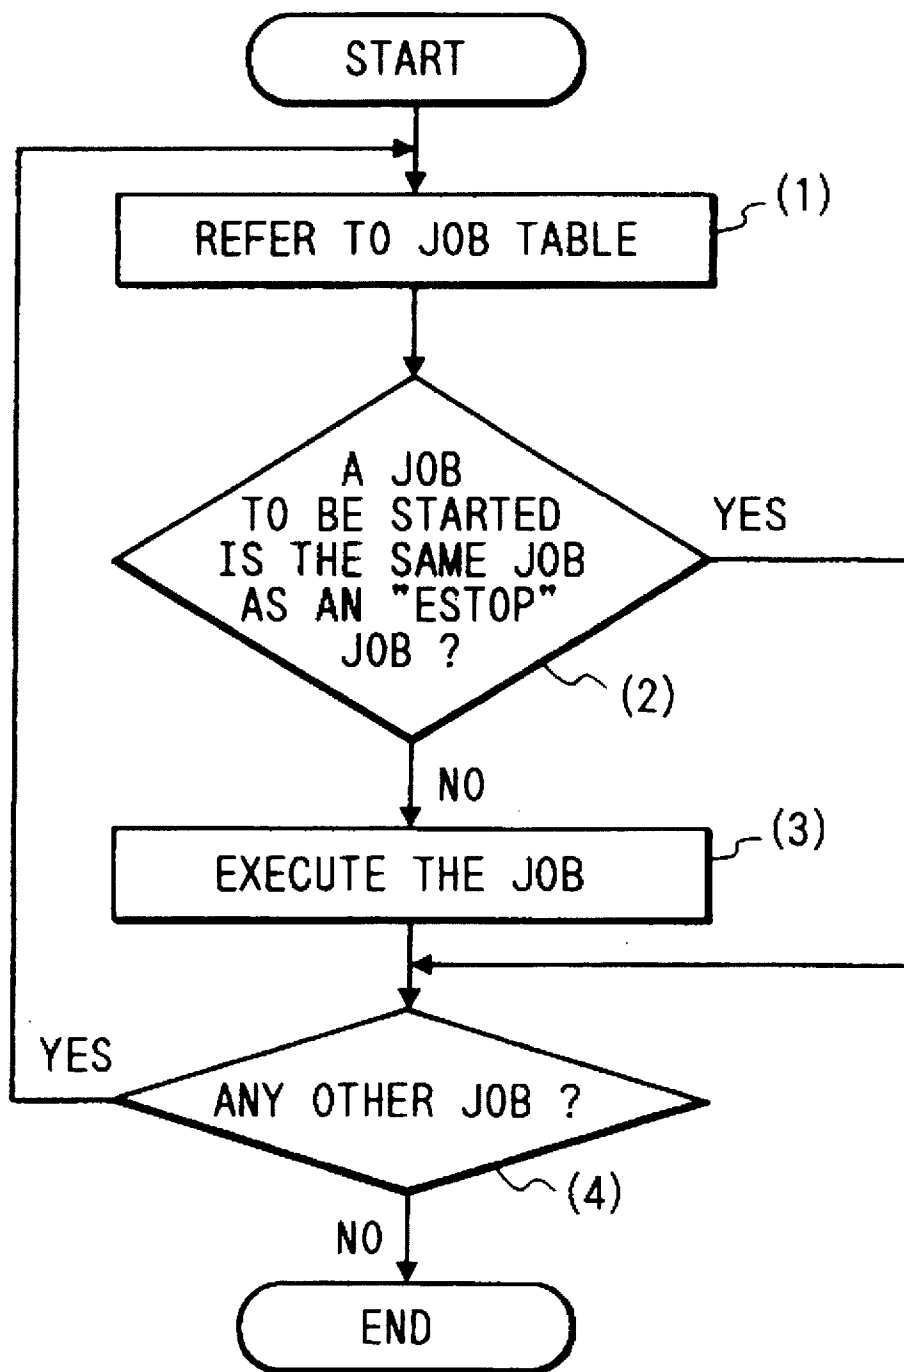 START
REFER TO JOB TABLE
(1)
A JOB
TO BE STARTED
IS THE SAME JOB
AS AN "ESTOP"
JOB ?
YES
(2)
NO
EXECUTE THE JOB
(3)
YES
ANY OTHER JOB ?
(4)
NO
END